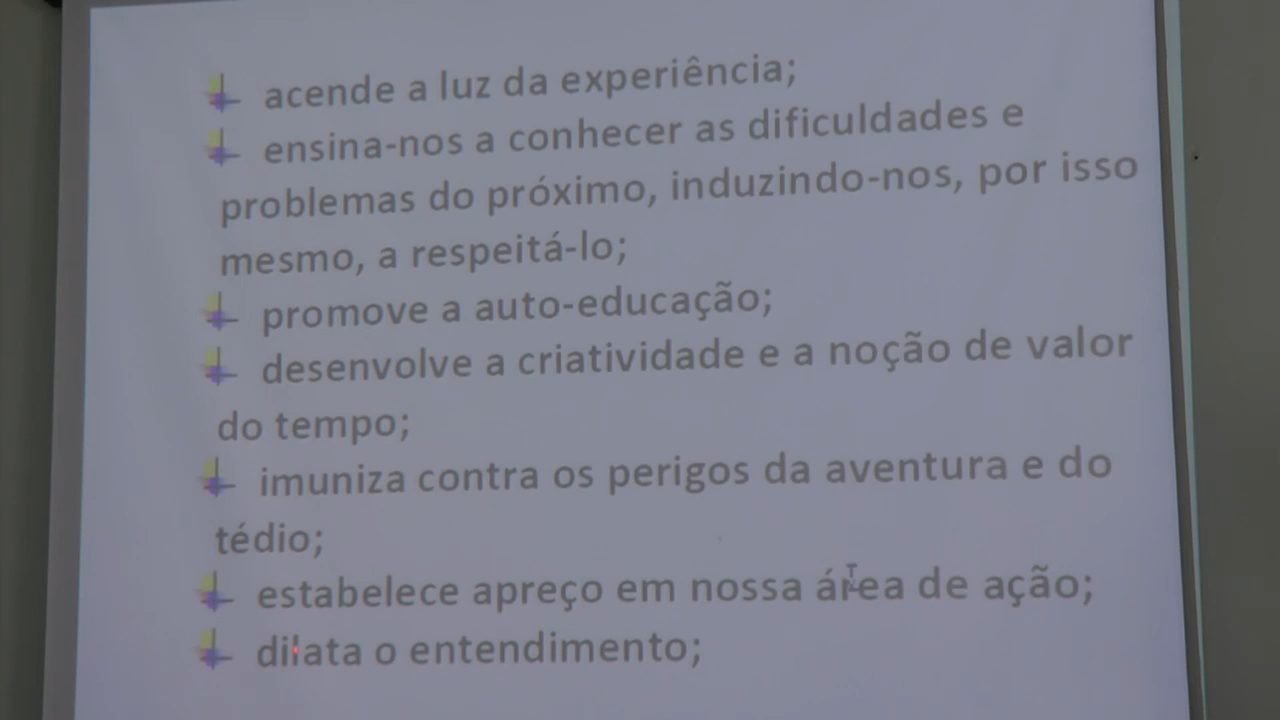 acende a luz da experiência;
ensina-nos a conhecer as dificuldades e
problemas do próximo, induzindo-nos, por isso
mesmo, a respeitá-lo;
promove a auto-educação;
desenvolve a criatividade e a noção de valor
do tempo;
imuniza contra os perigos da aventura e do
tédio;
estabelece apreço em nossa área de ação;
dilata o entendimento;